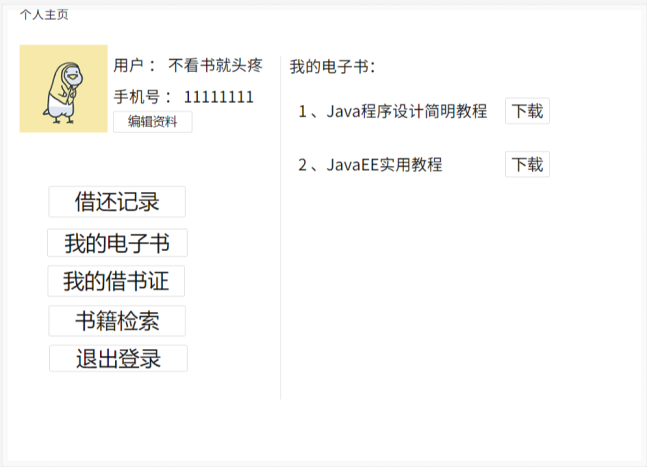 个人主页
用户： 不看书就头疼
手机号： 11111111
编辑资料
借还记录
我的电子书
我的借书证
书籍检索
退出登录
我的电子书：
1、Java程序设计简明教程 下载
2、JavaEE实用教程 下载